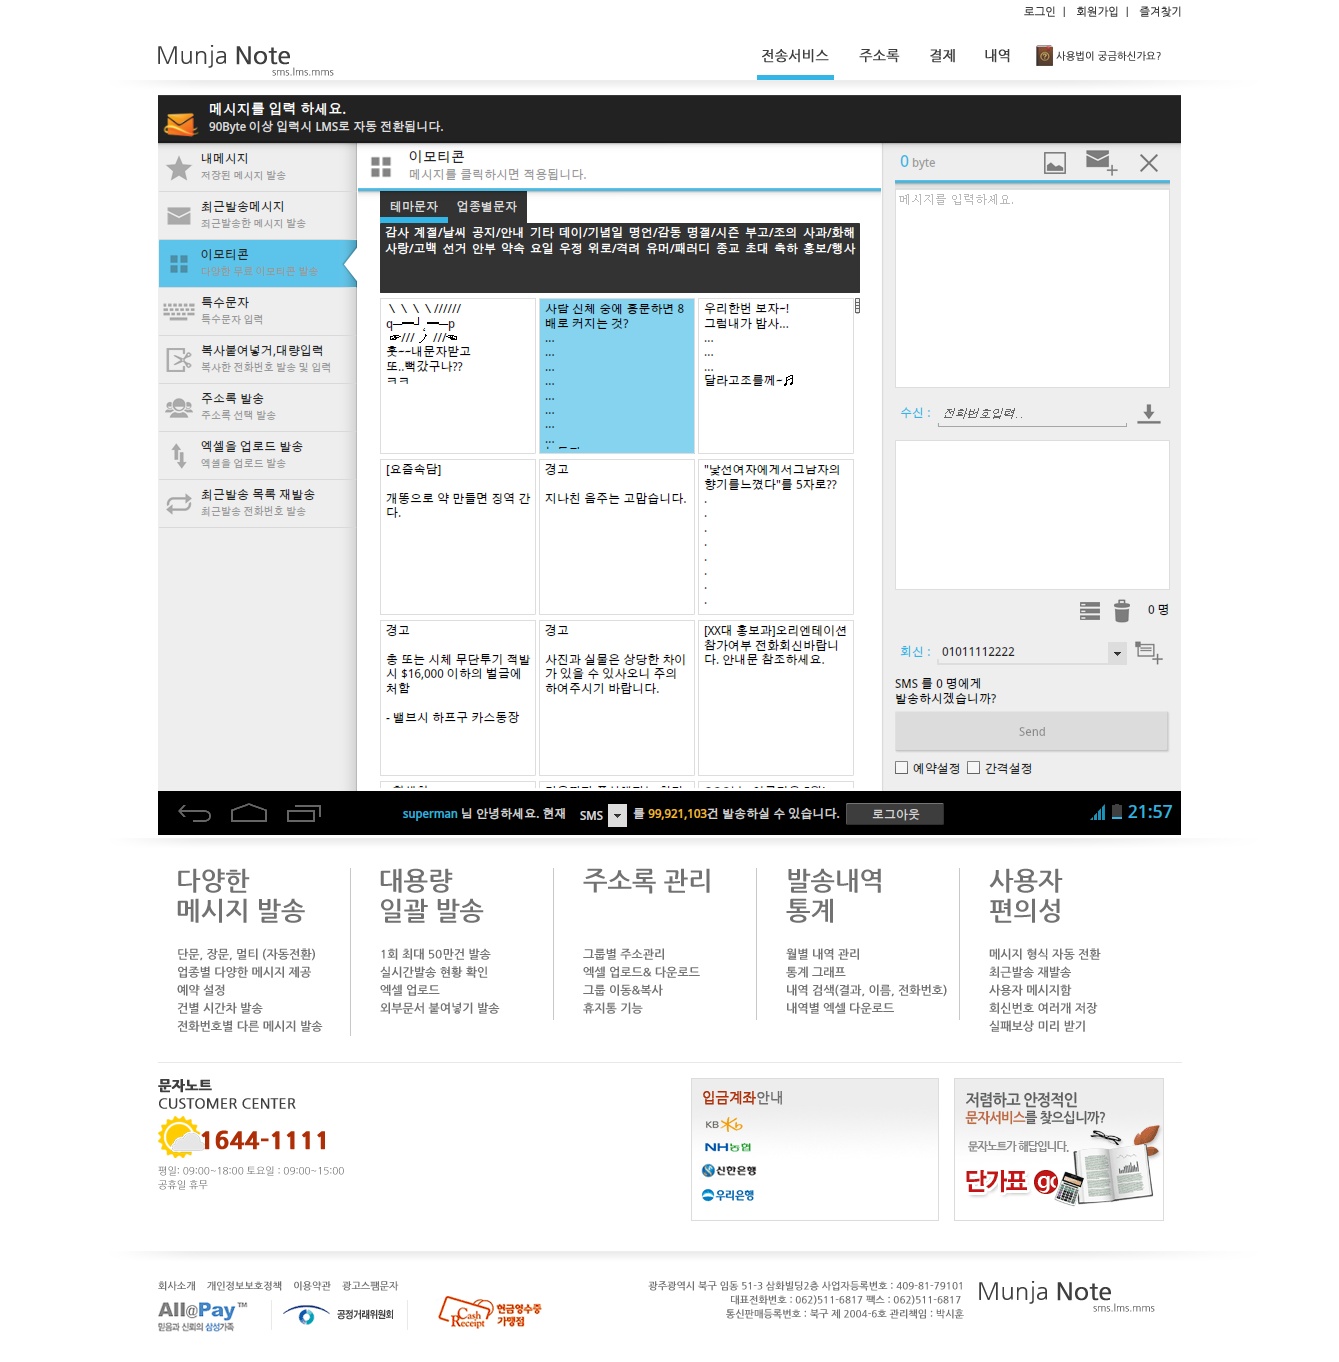 로그인 | 회원가입 | 즐겨찾기
Munja Note
sms.lms.mms
전송서비스 주소록 결제 내역 사용법이 궁금하신가요?
메시지를 입력 하세요.
90Byte 이상 입력시 LMS로 자동 전환됩니다.
내메시지
저장된 메시지 발송
최근발송메시지
최근발송한 메시지 발송
이모티콘
다양한 무료 이모티콘 발송
특수문자
특수문자 입력
복사붙여넣거,대량입력
복사한 전화번호 발송 및 입력
주소록 발송
주소록 선택 발송
엑셀을 업로드 발송
엑셀을 업로드 발송
최근발송 목록 재발송
최근발송 전화번호 발송
이모티콘
메시지를 클릭하시면 적용됩니다.
테마문자 업종별문자
감사 계절/날씨 공지/안내 기타 데이/기념일 명언/감동 명절/시즌 부고/조의 사과/화해
사랑/고백 선거 안부 약속 요일 우정 위로/격려 유머/패러디 종교 초대 축하 홍보/행사
훗~~내문자받고
또..뻑갔구나??
ㅋㅋ
사람 신체 중에 흥분하면 8
배로 커지는 것?
...
...
...
...
...
...
...
...
우리한번 보자~!
그럼내가 밥사...
...
...
...
달라고조를께~♬
[요즘속담]
개똥으로 약 만들면 징역 간
다.
경고
지나친 음주는 고맙습니다.
"낯선여자에게서그남자의
향기를느꼈다"를 5자로??
.
.
.
.
.
.
.
.
경고
총 또는 시체 무단투기 적발
시 $16,000 이하의 벌금에
처함
- 밸브시 하프구 카스동장
경고
사진과 실물은 상당한 차이
가 있을 수 있사오니 주의
하여주시기 바랍니다.
[XX대 홍보과]오리엔테이션
참가여부 전화회신바랍니
다. 안내문 참조하세요.
0 byte
메시지를 입력하세요.
수신 : 전화번호입력..
0 명
회신 : 01011112222
SMS 를 0 명에게
발송하시겠습니까?
Send
예약설정 간격설정
superman 님 안녕하세요. 현재 SMS 를 99,921,103건 발송하실 수 있습니다. 로그아웃
21:57
다양한
메시지 발송
단문, 장문, 멀티 (자동전환)
업종별 다양한 메시지 제공
예약 설정
건별 시간차 발송
전화번호별 다른 메시지 발송
대용량
일괄 발송
1회 최대 50만건 발송
실시간발송 현황 확인
엑셀 업로드
외부문서 붙여넣기 발송
주소록 관리
그룹별 주소관리
엑셀 업로드& 다운로드
그룹 이동&복사
휴지통 기능
발송내역
통계
월별 내역 관리
통계 그래프
내역 검색(결과, 이름, 전화번호)
내역별 엑셀 다운로드
사용자
편의성
메시지 형식 자동 전환
최근발송 재발송
사용자 메시지함
회신번호 여러개 저장
실패보상 미리 받기
문자노트
CUSTOMER CENTER
1644-1111
평일: 09:00~18:00 토요일 : 09:00~15:00
공휴일 휴무
입금계좌안내
KB
NH농협
신한은행
우리은행
저렴하고 안정적인
문자서비스를 찾으십니까?
문자노트가 해답입니다.
단가표 go
회사소개 개인정보보호정책 이용약관 광고스팸문자
All@Pay™
믿음과 신뢰의 삼성가족
공정거래위원회
Cash Receipt
현금영수증
가맹점
광주광역시 북구 임동 51-3 삼화빌딩2층 사업자등록번호 : 409-81-79101
대표전화번호 : 062)511-6817 팩스 : 062)511-6817
통신판매등록번호 : 북구 제 2004-6호 관리책임 : 박시훈
Munja Note
sms.lms.mms